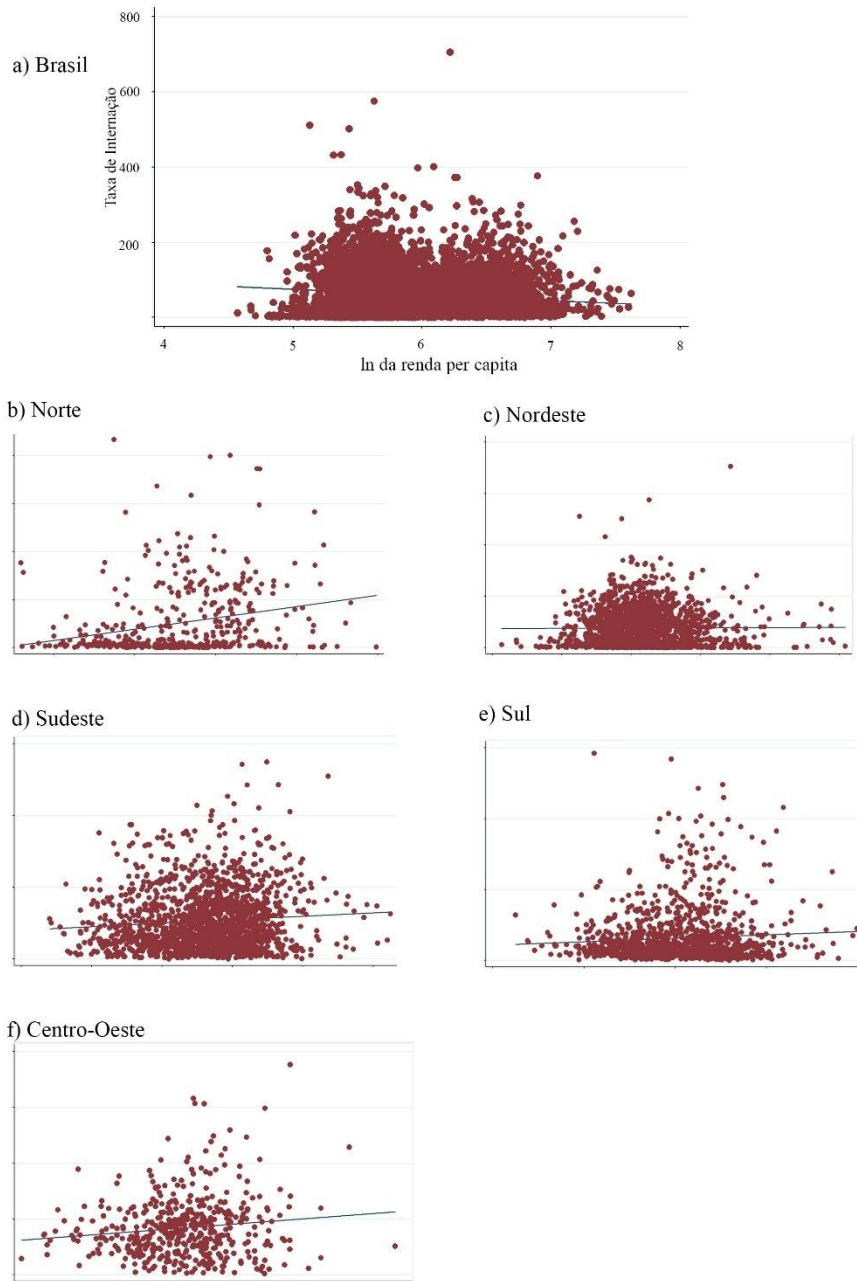 a) Brasil
Taxa de Internação
800
600
400
200
4 5 6 7 8
ln da renda per capita
b) Norte
c) Nordeste
d) Sudeste
e) Sul
f) Centro-Oeste